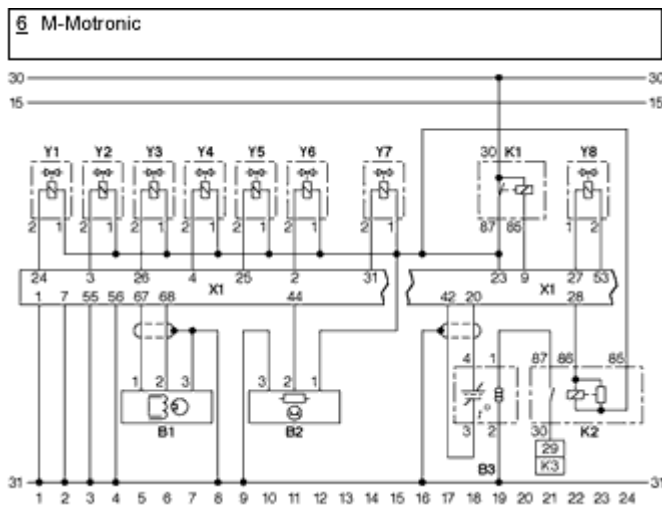 6 M-Motronic
30 30
15 15
Y1 Y2 Y3 Y4 Y5 Y6 Y7 30 K1 Y8
2 1 2 1 2 1 2 1 2 1 2 1 2 1 87 85 1 2
24 3 26 4 25 2 31 23 9 27 53
X1 X1
1 7 55 56 67 68 44 42 20 28
4 1 87 86 85
1 2 3 3 2 1
t°
B1 B2 3 2 30 K2
29
B3 K3
31 31
1 2 3 4 5 6 7 8 9 10 11 12 13 14 15 16 17 18 19 20 21 22 23 24